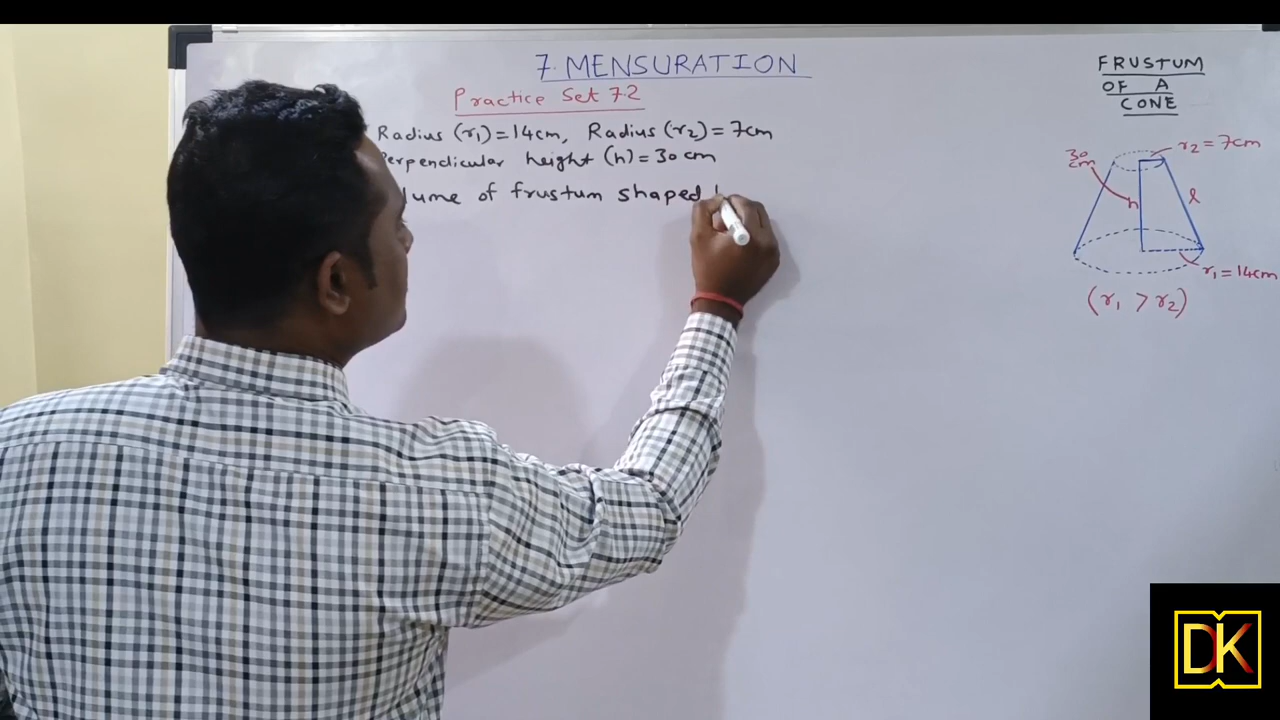 7. MENSURATION
Practice Set 7.2
Radius (r1) = 14cm, Radius (r2) = 7cm
Perpendicular height (h) = 30 cm
of frustum shaped
FRUSTUM
OF A
CONE
30 cm
r2 = 7cm
h
l
r1 = 14cm
(r1 > r2)
DK